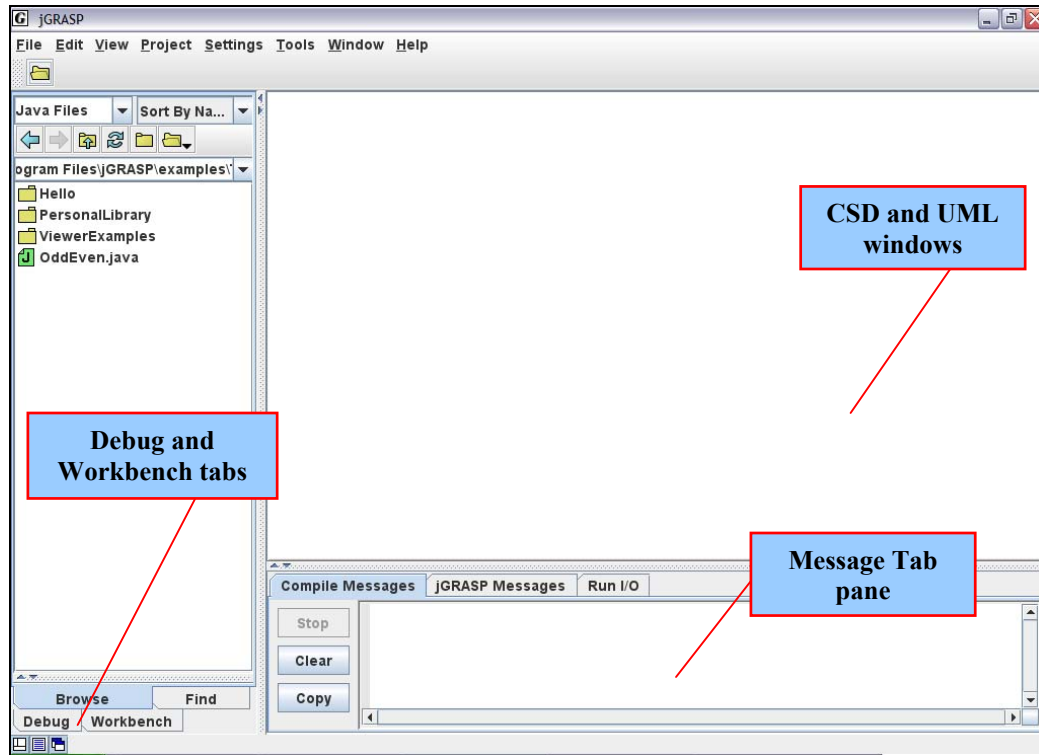 G jGRASP
File Edit View Project Settings Tools Window Help
Java Files Sort By Na...
ogram Files\jGRASP\examples\
Hello
PersonalLibrary
ViewerExamples
J OddEven.java
CSD and UML
windows
Debug and
Workbench tabs
Message Tab
pane
Compile Messages jGRASP Messages Run I/O
Stop
Clear
Copy
Browse Find
Debug Workbench